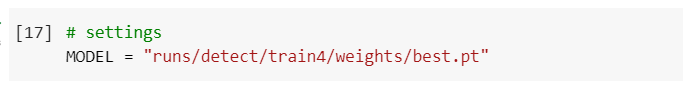 [17] # settings
MODEL = "runs/detect/train4/weights/best.pt"